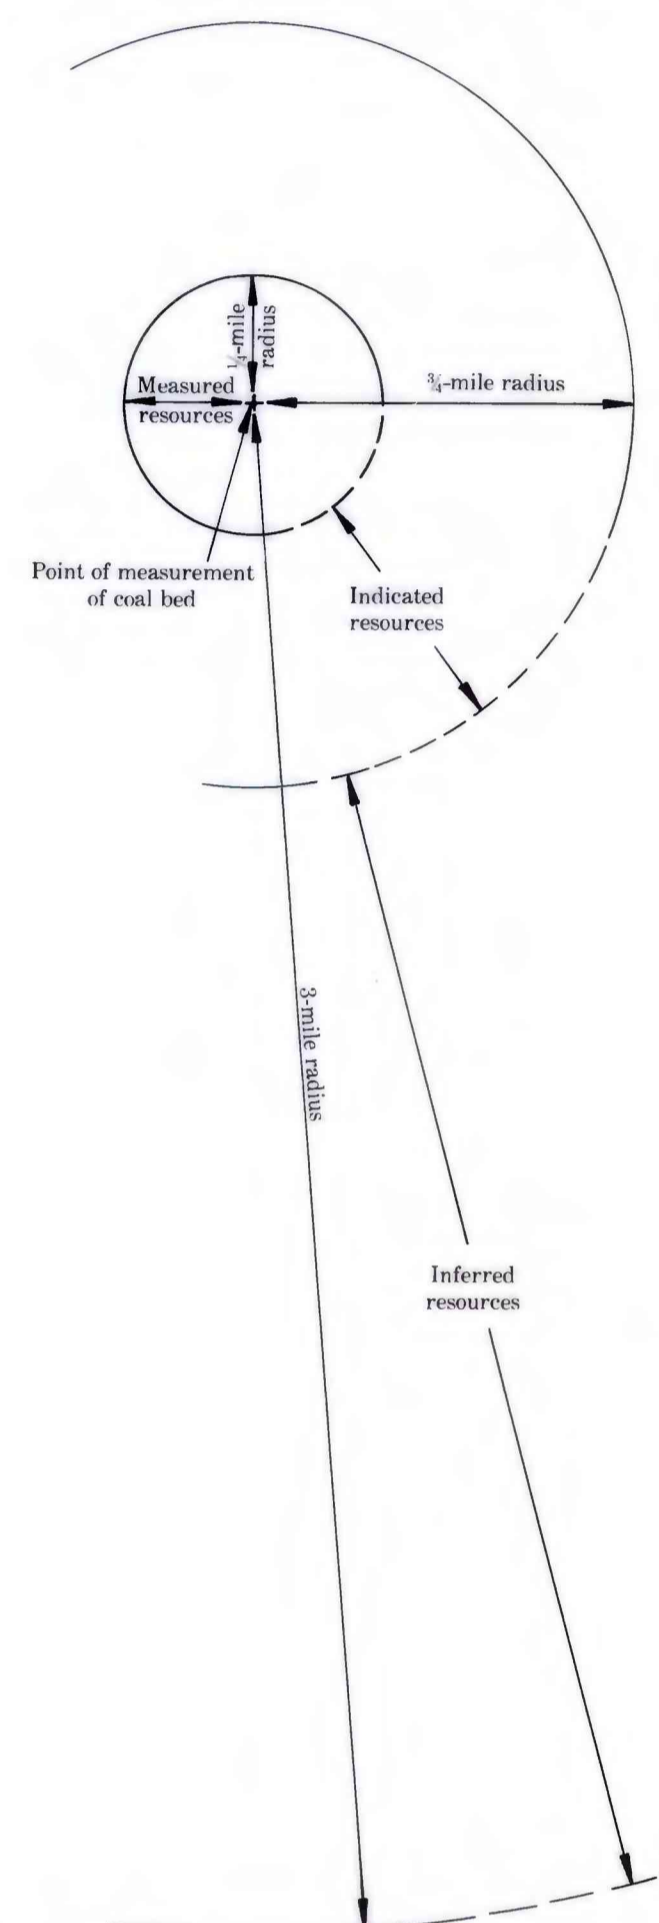 ¼-mile
radius
Measured
resources
¾-mile radius
Point of measurement
of coal bed
Indicated
resources
3-mile radius
Inferred
resources